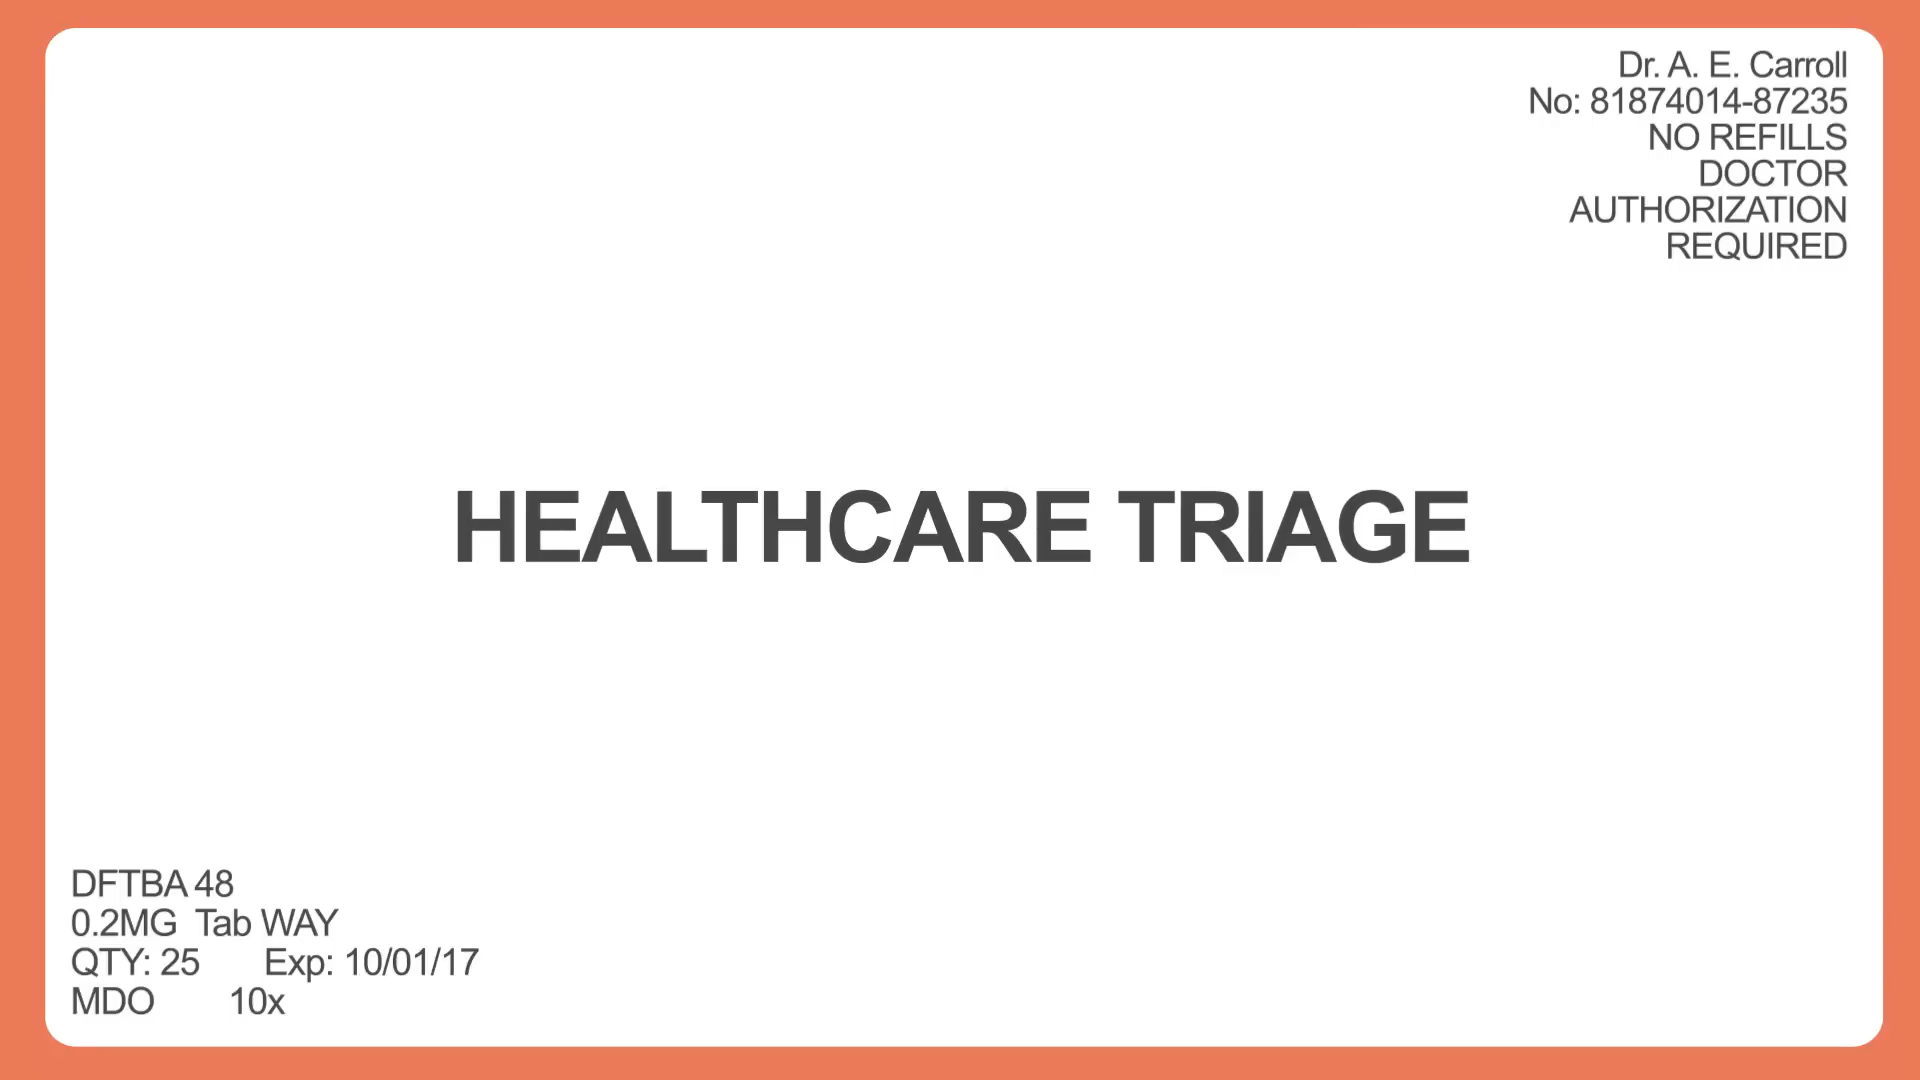 Dr. A. E. Carroll
No: 81874014-87235
NO REFILLS
DOCTOR
AUTHORIZATION
REQUIRED
HEALTHCARE TRIAGE
DFTBA 48
0.2MG Tab WAY
QTY: 25 Exp: 10/01/17
MDO 10x